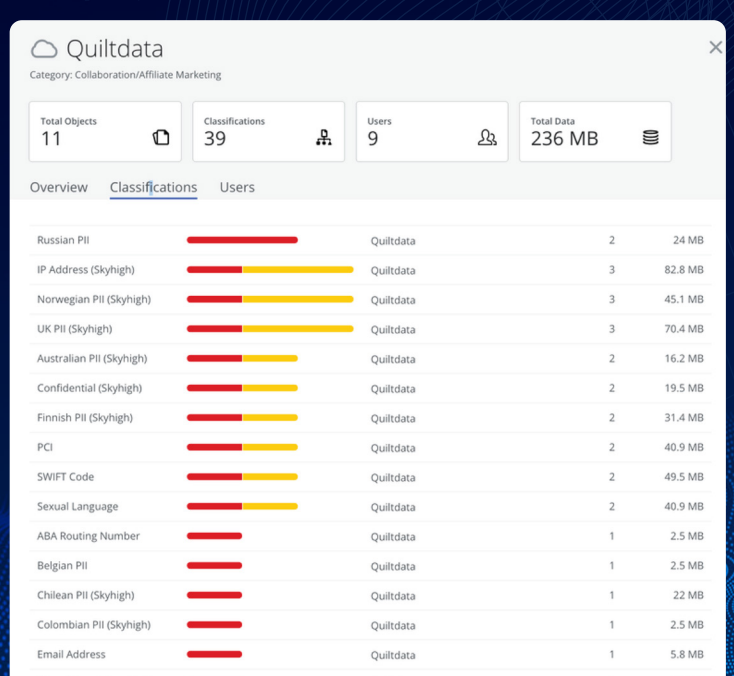 Quiltdata
Category: Collaboration/Affiliate Marketing
Total Objects
11
Classifications
39
Users
9
Total Data
236 MB
Overview Classifications Users
Russian PII Quiltdata 2 24 MB
IP Address (Skyhigh) Quiltdata 3 82.8 MB
Norwegian PII (Skyhigh) Quiltdata 3 45.1 MB
UK PII (Skyhigh) Quiltdata 3 70.4 MB
Australian PII (Skyhigh) Quiltdata 2 16.2 MB
Confidential (Skyhigh) Quiltdata 2 19.5 MB
Finnish PII (Skyhigh) Quiltdata 2 31.4 MB
PCI Quiltdata 2 40.9 MB
SWIFT Code Quiltdata 2 49.5 MB
Sexual Language Quiltdata 2 40.9 MB
ABA Routing Number Quiltdata 1 2.5 MB
Belgian PII Quiltdata 1 2.5 MB
Chilean PII (Skyhigh) Quiltdata 1 22 MB
Colombian PII (Skyhigh) Quiltdata 1 2.5 MB
Email Address Quiltdata 1 5.8 MB